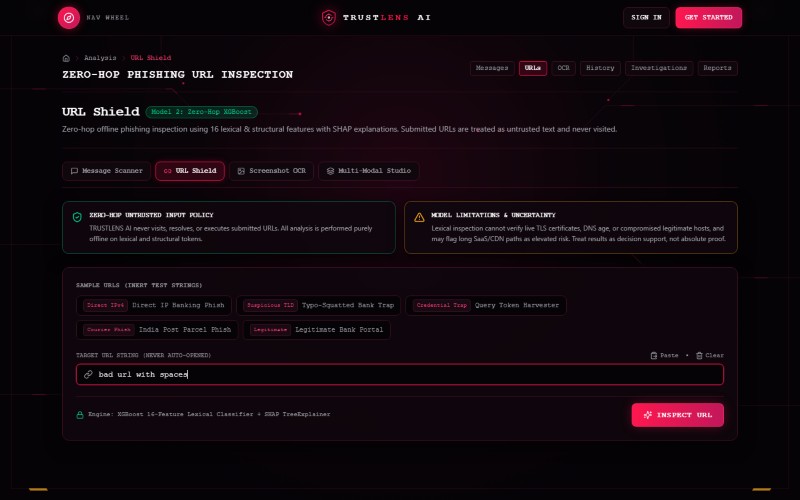 NAV WHEEL
TRUSTLENS AI
SIGN IN
GET STARTED
Analysis › URL Shield
ZERO-HOP PHISHING URL INSPECTION
Messages
URLs
OCR
History
Investigations
Reports
URL Shield
Model 2: Zero-Hop XGBoost
Zero-hop offline phishing inspection using 16 lexical & structural features with SHAP explanations. Submitted URLs are treated as untrusted text and never visited.
Message Scanner
URL Shield
Screenshot OCR
Multi-Modal Studio
ZERO-HOP UNTRUSTED INPUT POLICY
TRUSTLENS AI never visits, resolves, or executes submitted URLs. All analysis is performed purely
offline on lexical and structural tokens.
MODEL LIMITATIONS & UNCERTAINTY
Lexical inspection cannot verify live TLS certificates, DNS age, or compromised legitimate hosts, and
may flag long SaaS/CDN paths as elevated risk. Treat results as decision support, not absolute proof.
SAMPLE URLS (INERT TEST STRINGS)
Direct IPv4 Direct IP Banking Phish
Suspicious TLD Typo-Squatted Bank Trap
Credential Trap Query Token Harvester
Courier Phish India Post Parcel Phish
Legitimate Legitimate Bank Portal
TARGET URL STRING (NEVER AUTO-OPENED)
Paste • Clear
bad url with spaces
Engine: XGBoost 16-Feature Lexical Classifier + SHAP TreeExplainer
INSPECT URL